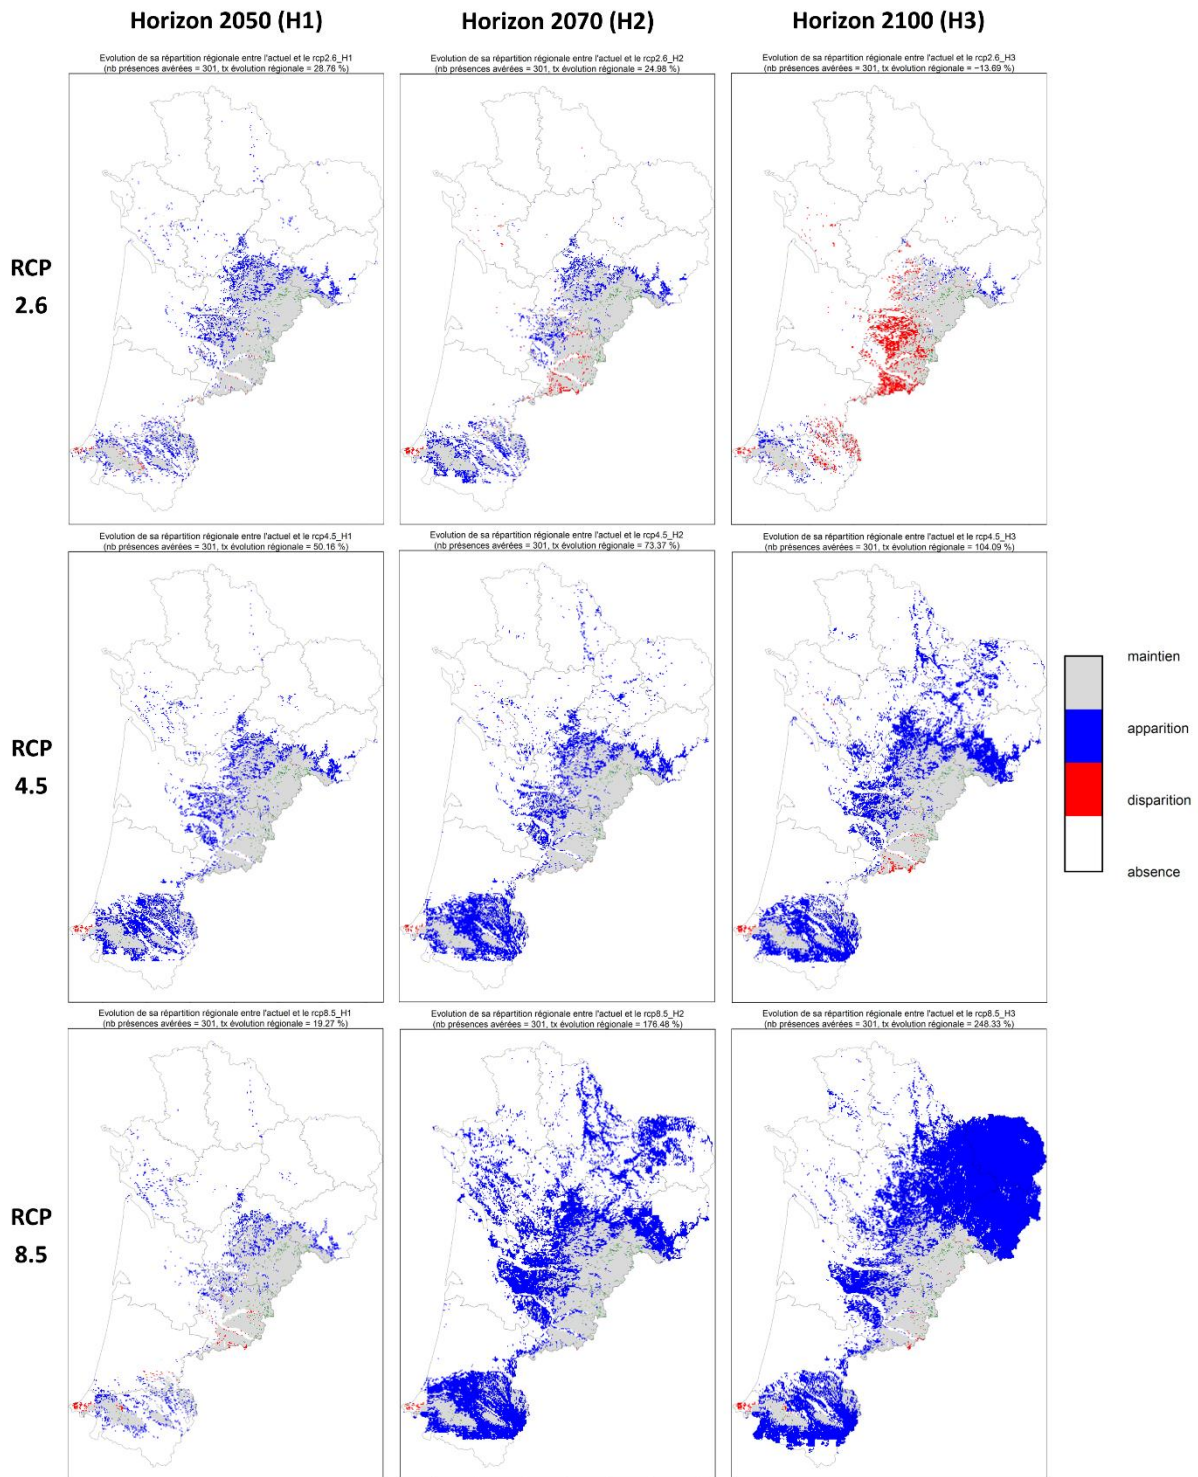 Horizon 2050 (H1)
Horizon 2070 (H2)
Horizon 2100 (H3)
Evolution de sa répartition régionale entre l'actuel et le rcp2.6_H1
(nb présences avérées = 301, tx évolution régionale = 28.76 %)
Evolution de sa répartition régionale entre l'actuel et le rcp2.6_H2
(nb présences avérées = 301, tx évolution régionale = 24.98 %)
Evolution de sa répartition régionale entre l'actuel et le rcp2.6_H3
(nb présences avérées = 301, tx évolution régionale = −13.69 %)
RCP
2.6
Evolution de sa répartition régionale entre l'actuel et le rcp4.5_H1
(nb présences avérées = 301, tx évolution régionale = 50.16 %)
Evolution de sa répartition régionale entre l'actuel et le rcp4.5_H2
(nb présences avérées = 301, tx évolution régionale = 73.37 %)
Evolution de sa répartition régionale entre l'actuel et le rcp4.5_H3
(nb présences avérées = 301, tx évolution régionale = 104.09 %)
RCP
4.5
maintien
apparition
disparition
absence
Evolution de sa répartition régionale entre l'actuel et le rcp8.5_H1
(nb présences avérées = 301, tx évolution régionale = 19.27 %)
Evolution de sa répartition régionale entre l'actuel et le rcp8.5_H2
(nb présences avérées = 301, tx évolution régionale = 176.48 %)
Evolution de sa répartition régionale entre l'actuel et le rcp8.5_H3
(nb présences avérées = 301, tx évolution régionale = 248.33 %)
RCP
8.5